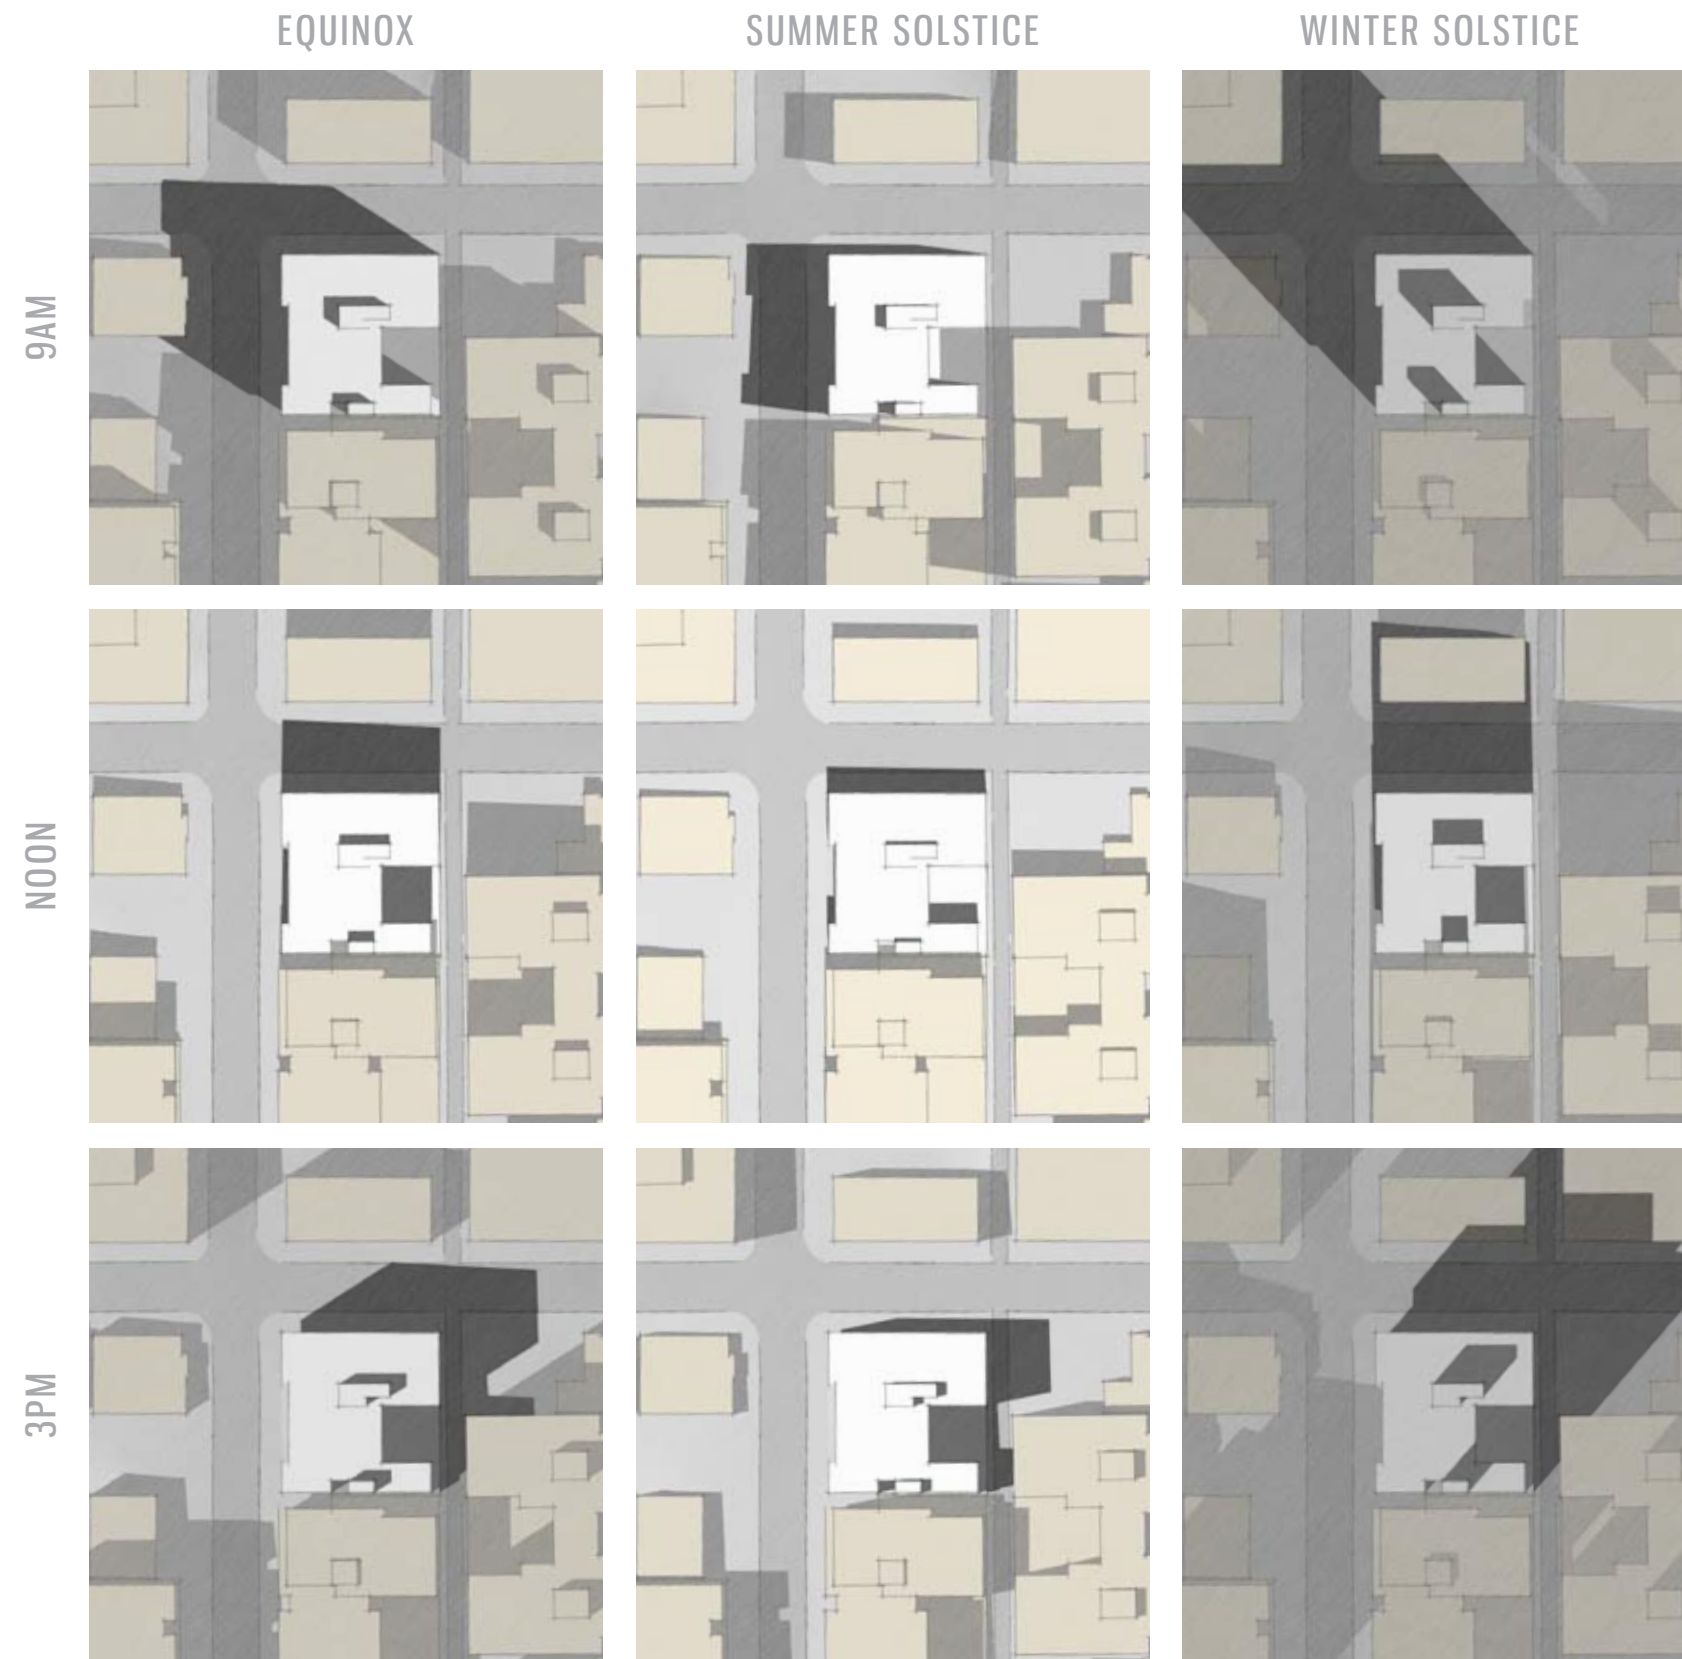 EQUINOX
SUMMER SOLSTICE
WINTER SOLSTICE
9AM
NOON
3PM